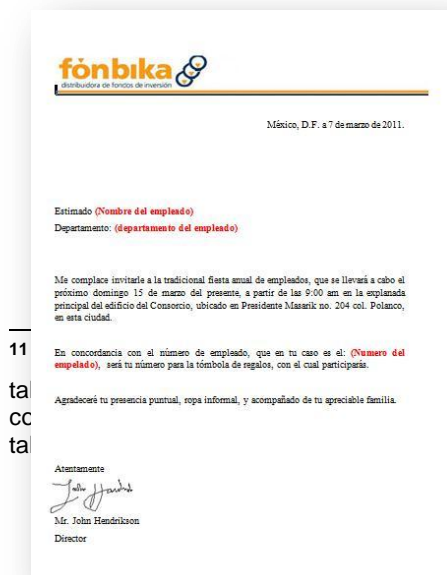 fónbika
distribuidora de fondos de inversión
México, D.F. a 7 de marzo de 2011.
Estimado (Nombre del empleado)
Departamento: (departamento del empleado)
Me complace invitarle a la tradicional fiesta anual de empleados, que se llevará a cabo el
próximo domingo 15 de marzo del presente, a partir de las 9:00 am en la explanada
principal del edificio del Consorcio, ubicado en Presidente Masarik no. 204 col. Polanco,
en esta ciudad.
11
En concordancia con el número de empleado, que en tu caso es el: (Numero del
empelado), será tu número para la tómbola de regalos, con el cual participarás.
tal
co
tal
Agradeceré tu presencia puntual, ropa informal, y acompañado de tu apreciable familia.
Atentamente
John Hendrikson
Mr. John Hendrikson
Director